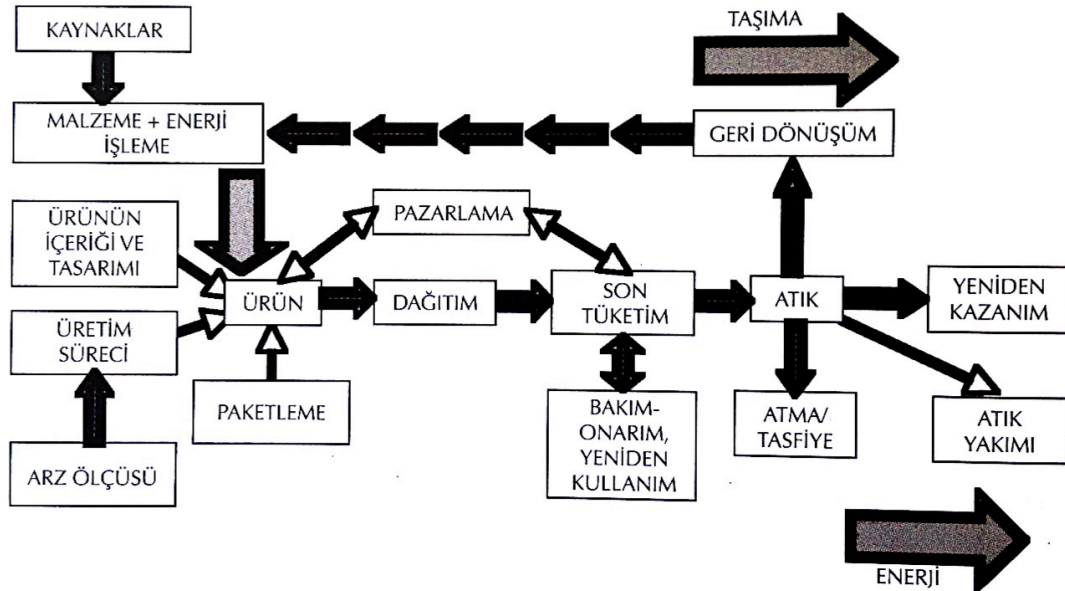 KAYNAKLAR
TAŞIMA
MALZEME + ENERJİ
İŞLEME
GERİ DÖNÜŞÜM
ÜRÜNÜN
İÇERİĞİ VE
TASARIMI
PAZARLAMA
ÜRÜN
DAĞITIM
SON
TÜKETİM
ATIK
YENİDEN
KAZANIM
ÜRETİM
SÜRECİ
PAKETLEME
BAKIM-
ONARIM,
YENİDEN
KULLANIM
ATMA/
TASFİYE
ATIK
YAKIMI
ARZ ÖLÇÜSÜ
ENERJİ